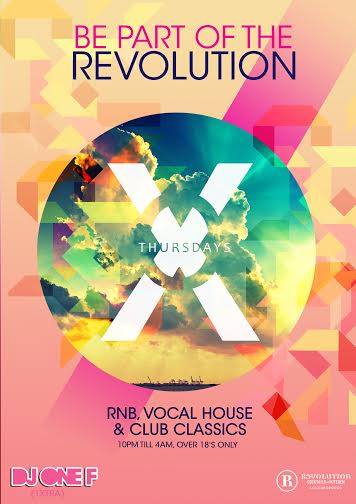 BE PART OF THE
REVOLUTION
THURSDAYS
RNB, VOCAL HOUSE
& CLUB CLASSICS
10PM TILL 4AM, OVER 18'S ONLY
DJ ONE F
(1XTRA)
REVOLUTION